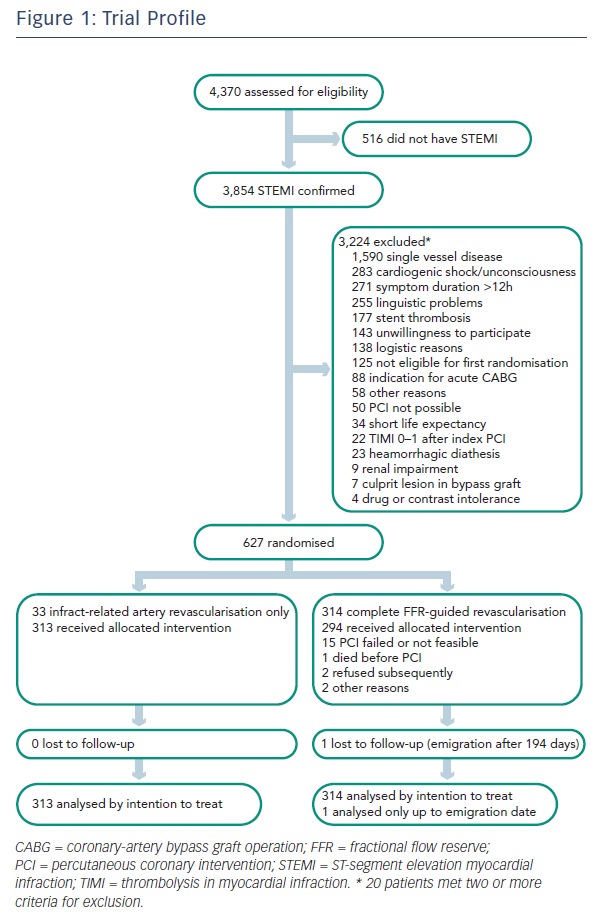 Figure 1: Trial Profile
4,370 assessed for eligibility
516 did not have STEMI
3,854 STEMI confirmed
3,224 excluded*
1,590 single vessel disease
283 cardiogenic shock/unconsciousness
271 symptom duration >12h
255 linguistic problems
177 stent thrombosis
143 unwillingness to participate
138 logistic reasons
125 not eligible for first randomisation
88 indication for acute CABG
58 other reasons
50 PCI not possible
34 short life expectancy
22 TIMI 0–1 after index PCI
23 heamorrhagic diathesis
9 renal impairment
7 culprit lesion in bypass graft
4 drug or contrast intolerance
627 randomised
33 infract-related artery revascularisation only
313 received allocated intervention
314 complete FFR-guided revascularisation
294 received allocated intervention
15 PCI failed or not feasible
1 died before PCI
2 refused subsequently
2 other reasons
0 lost to follow-up
1 lost to follow-up (emigration after 194 days)
313 analysed by intention to treat
314 analysed by intention to treat
1 analysed only up to emigration date
CABG = coronary-artery bypass graft operation; FFR = fractional flow reserve;
PCI = percutaneous coronary intervention; STEMI = ST-segment elevation myocardial
infraction; TIMI = thrombolysis in myocardial infraction. * 20 patients met two or more
criteria for exclusion.